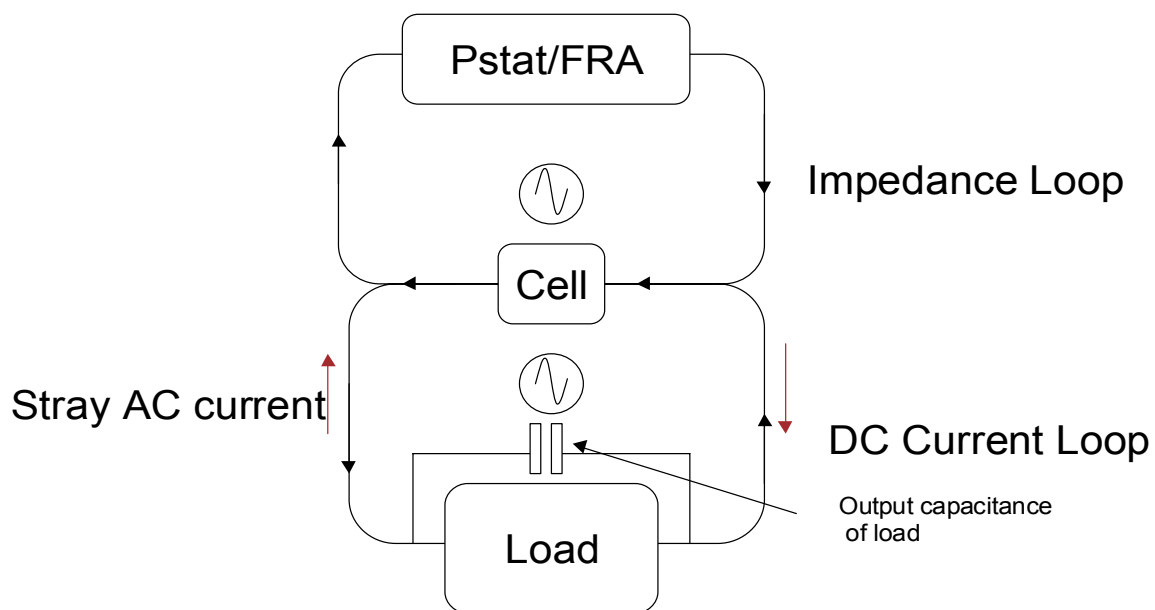 Pstat/FRA
Impedance Loop
Cell
Stray AC current
DC Current Loop
Output capacitance
of load
Load